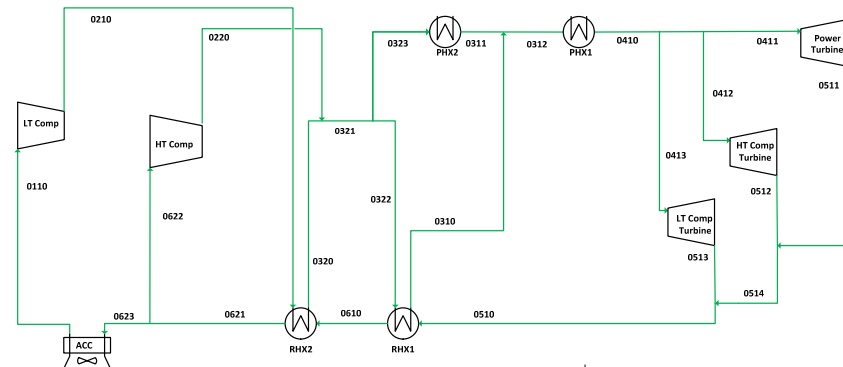 0210
0220
0323
PHX2
0311
0312
PHX1
0410
0411
Power
Turbine
0511
LT Comp
HT Comp
0321
0412
HT Comp
Turbine
0413
0110
0622
0322
0310
0512
LT Comp
Turbine
0320
0513
0514
0623
0621
0610
0510
RHX2
RHX1
ACC